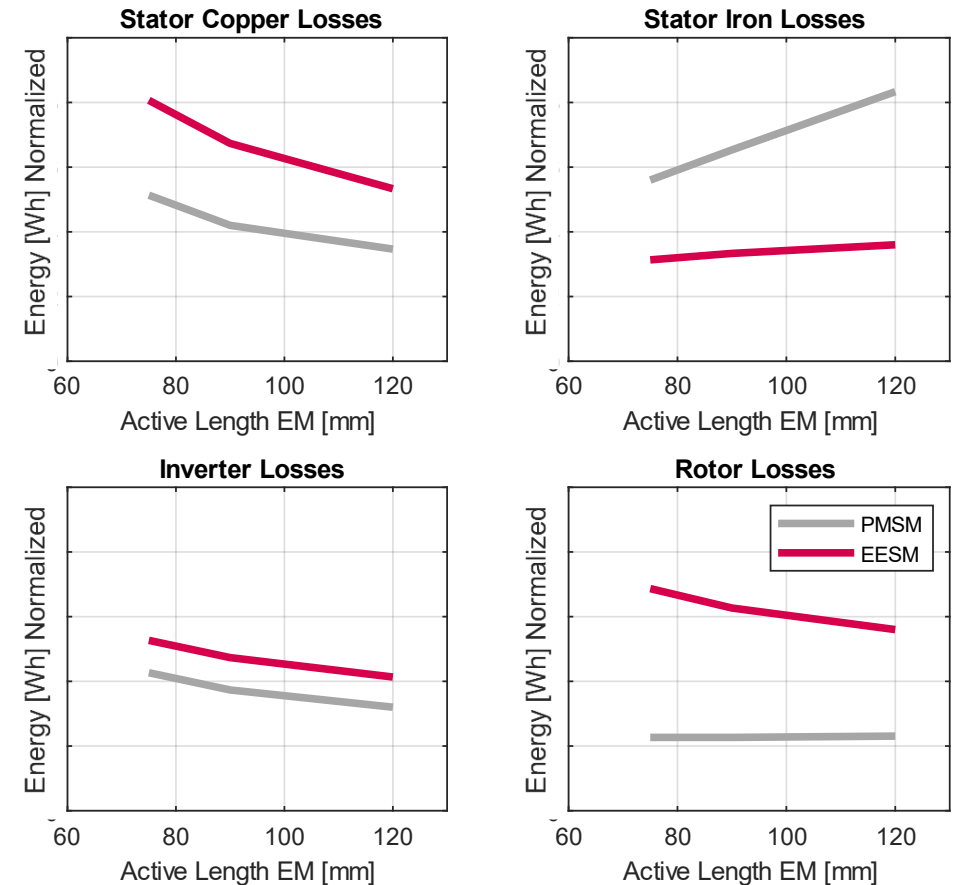 Stator Copper Losses
Energy [Wh] Normalized
60 80 100 120
Active Length EM [mm]
Stator Iron Losses
Energy [Wh] Normalized
60 80 100 120
Active Length EM [mm]
Inverter Losses
Energy [Wh] Normalized
60 80 100 120
Active Length EM [mm]
Rotor Losses
PMSM
EESM
Energy [Wh] Normalized
60 80 100 120
Active Length EM [mm]